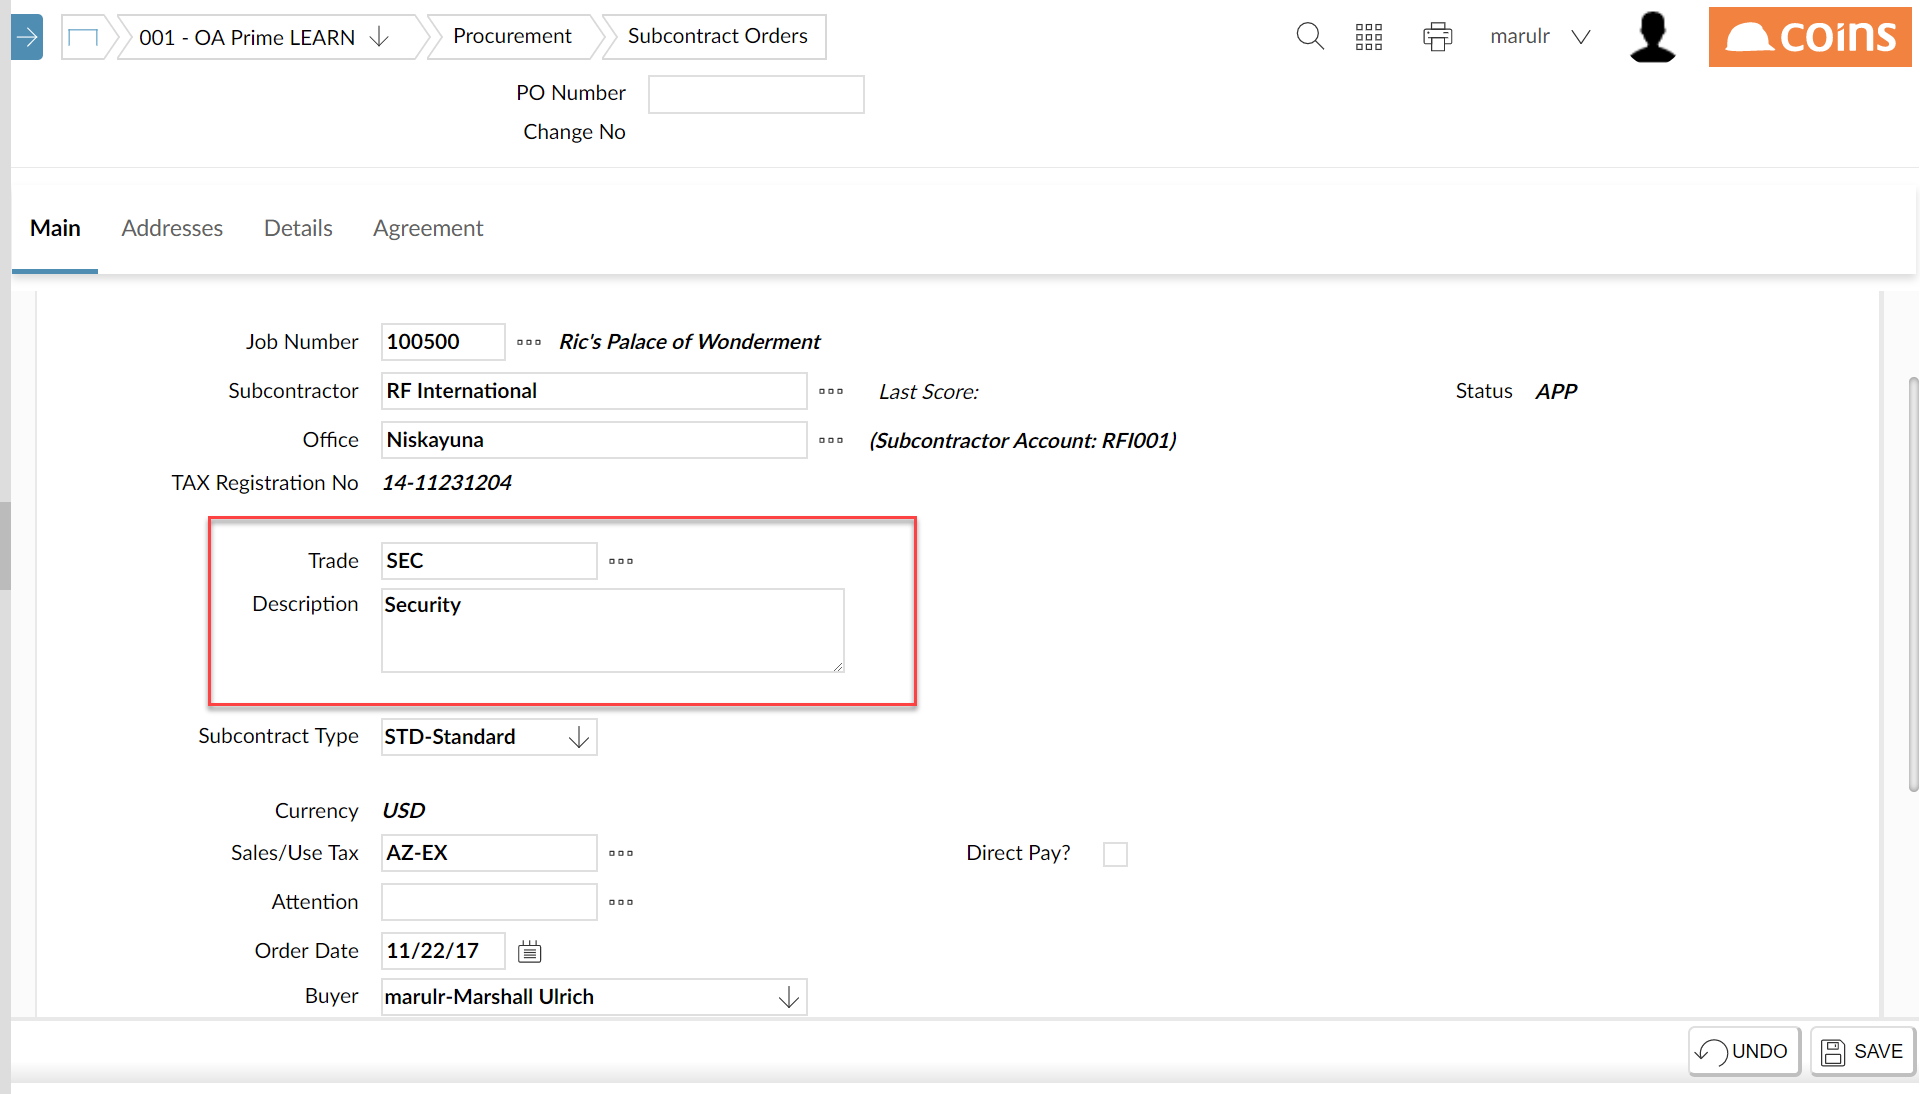 001 - OA Prime LEARN
Procurement
Subcontract Orders
marulr
coins
PO Number
Change No
Main
Addresses
Details
Agreement
Job Number 100500 Ric's Palace of Wonderment
Subcontractor RF International Last Score: Status APP
Office Niskayuna (Subcontractor Account: RFI001)
TAX Registration No 14-11231204
Trade SEC
Description Security
Subcontract Type STD-Standard
Currency USD
Sales/Use Tax AZ-EX Direct Pay?
Attention
Order Date 11/22/17
Buyer marulr-Marshall Ulrich
UNDO SAVE